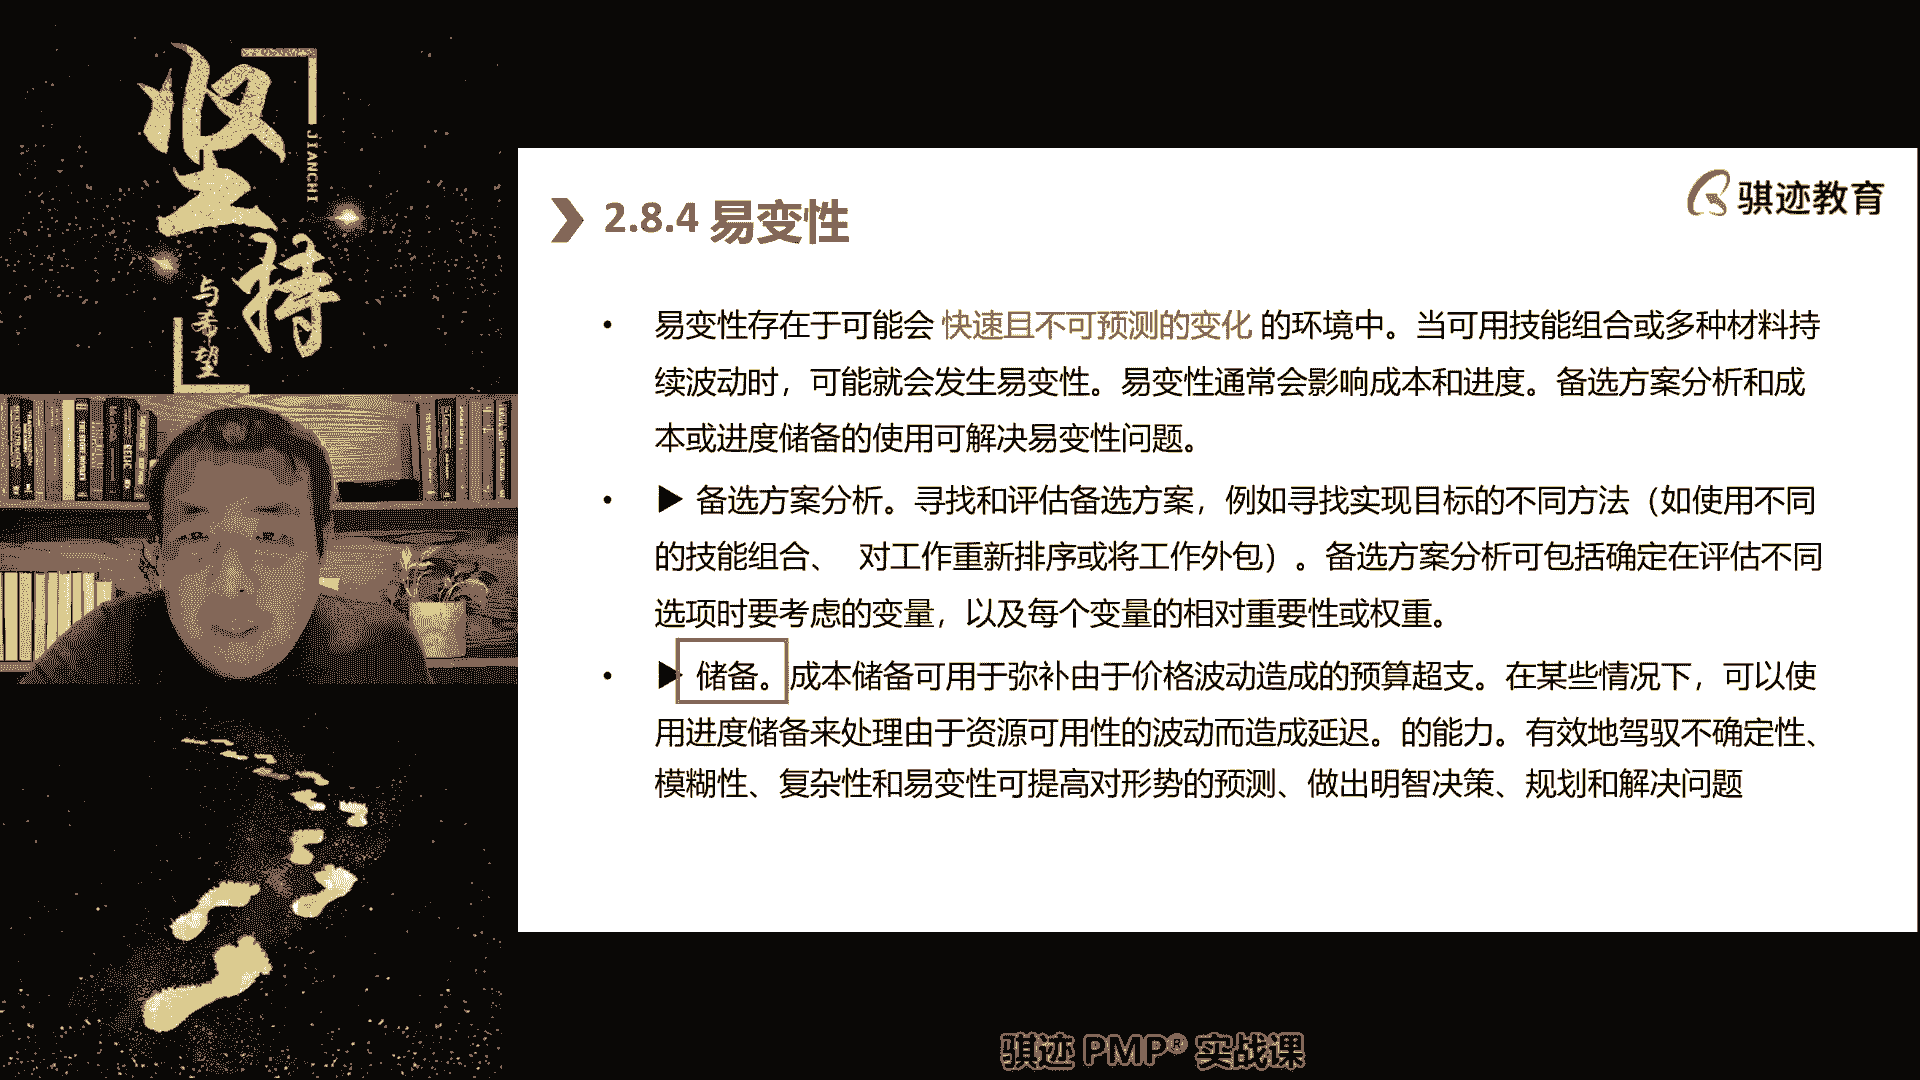 坚持
JIANCHI
与希望
骐迹教育
2.8.4 易变性
• 易变性存在于可能会 快速且不可预测的变化 的环境中。当可用技能组合或多种材料持
续波动时，可能就会发生易变性。易变性通常会影响成本和进度。备选方案分析和成
本或进度储备的使用可解决易变性问题。
• ▶ 备选方案分析。寻找和评估备选方案，例如寻找实现目标的不同方法（如使用不同
的技能组合、 对工作重新排序或将工作外包）。备选方案分析可包括确定在评估不同
选项时要考虑的变量，以及每个变量的相对重要性或权重。
• ▶ 储备。成本储备可用于弥补由于价格波动造成的预算超支。在某些情况下，可以使
用进度储备来处理由于资源可用性的波动而造成延迟。的能力。有效地驾驭不确定性、
模糊性、复杂性和易变性可提高对形势的预测、做出明智决策、规划和解决问题
骐迹 PMP® 实战课